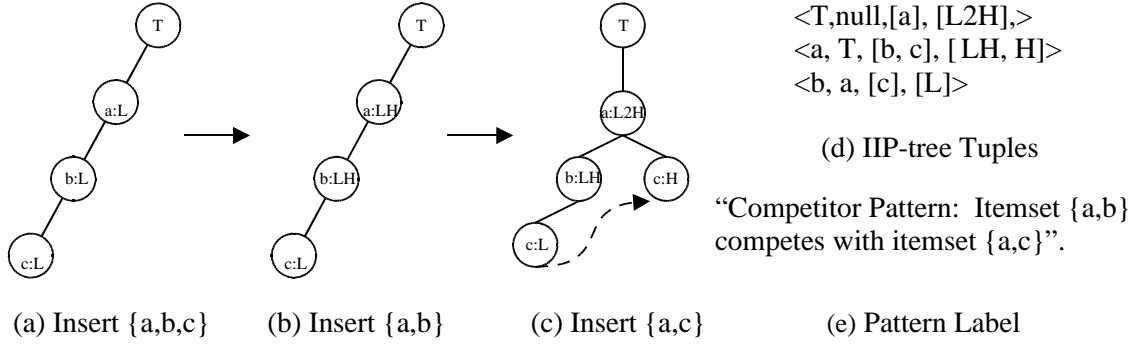 T
a:L
b:L
c:L
(a) Insert {a,b,c}
T
a:LH
b:LH
c:L
(b) Insert {a,b}
T
a:L2H
b:LH
c:H
c:L
(c) Insert {a,c}
<T,null,[a], [L2H],>
<a, T, [b, c], [LH, H]>
<b, a, [c], [L]>
(d) IIP-tree Tuples
“Competitor Pattern: Itemset {a,b}
competes with itemset {a,c}”.
(e) Pattern Label